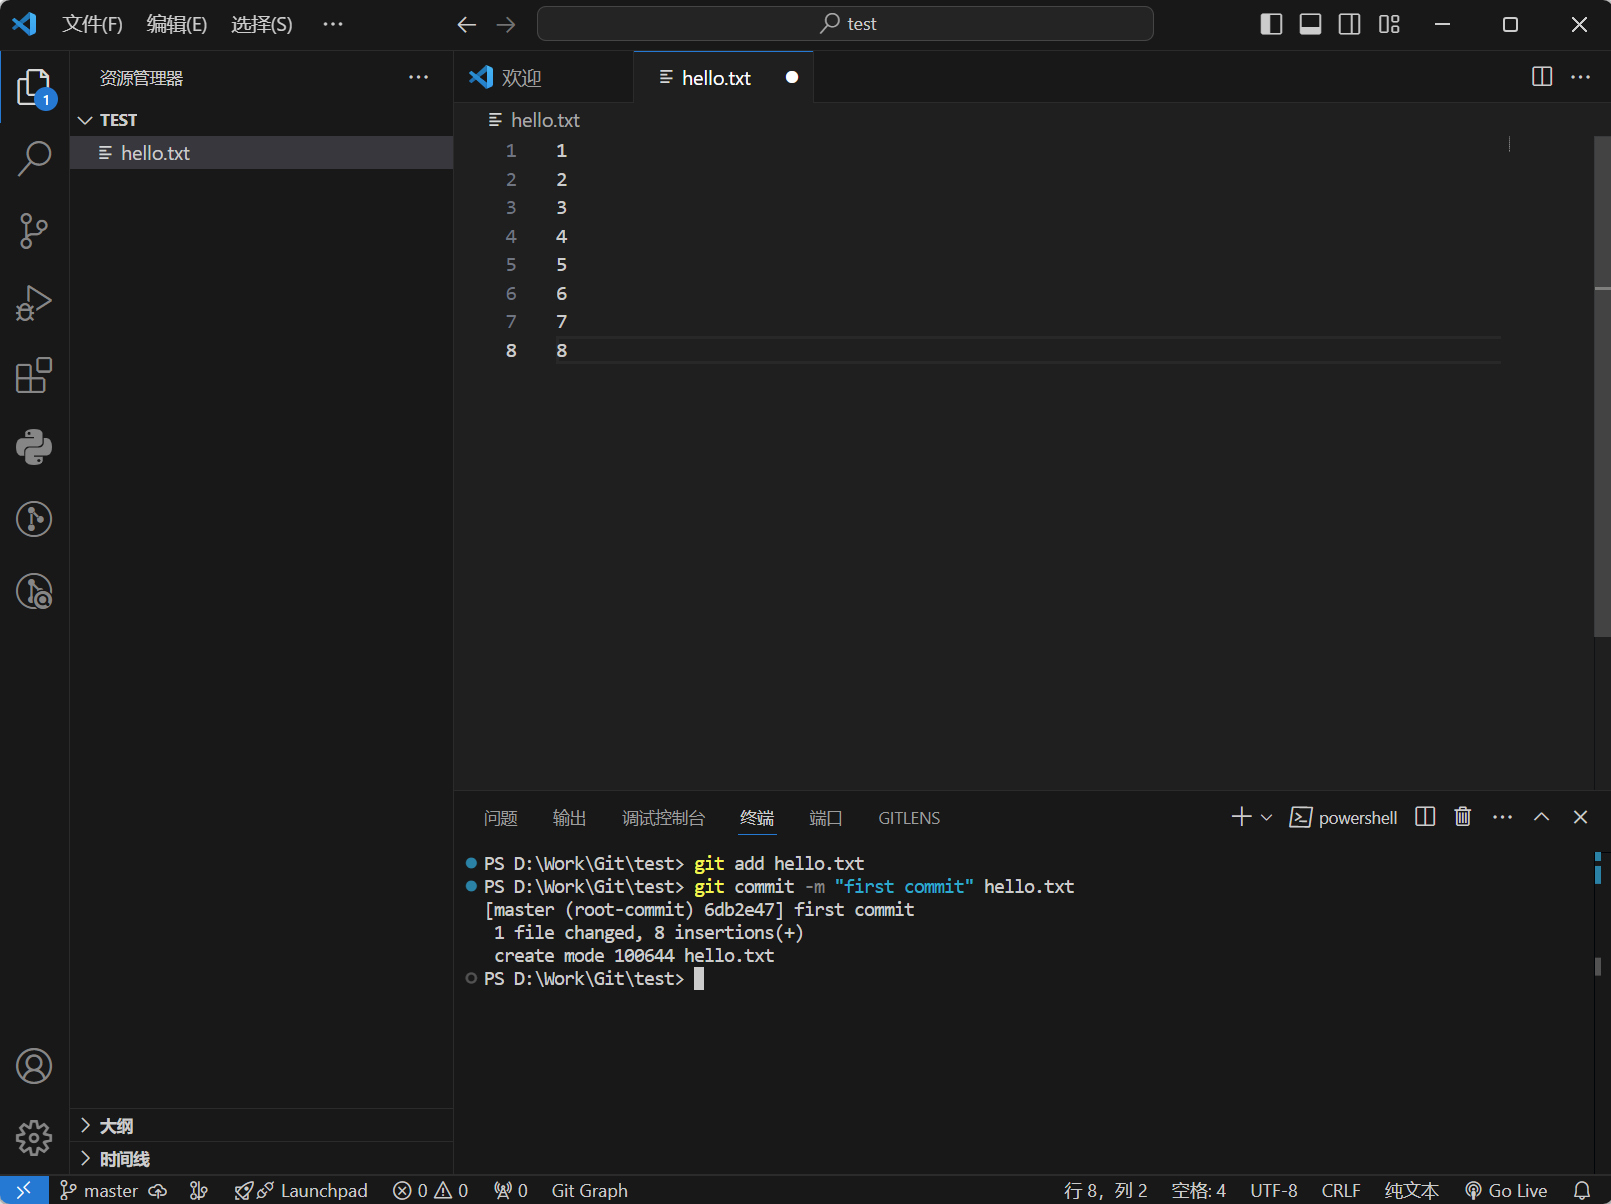 文件(F) 编辑(E) 选择(S) ··· test
资源管理器 ···
欢迎
hello.txt
1
TEST
hello.txt
hello.txt
1 1
2 2
3 3
4 4
5 5
6 6
7 7
8 8
问题 输出 调试控制台 终端 端口 GITLENS powershell
PS D:\Work\Git\test> git add hello.txt
PS D:\Work\Git\test> git commit -m "first commit" hello.txt
[master (root-commit) 6db2e47] first commit
1 file changed, 8 insertions(+)
create mode 100644 hello.txt
PS D:\Work\Git\test>
大纲
时间线
master Launchpad 0 0 0 Git Graph 行 8，列 2 空格: 4 UTF-8 CRLF 纯文本 Go Live